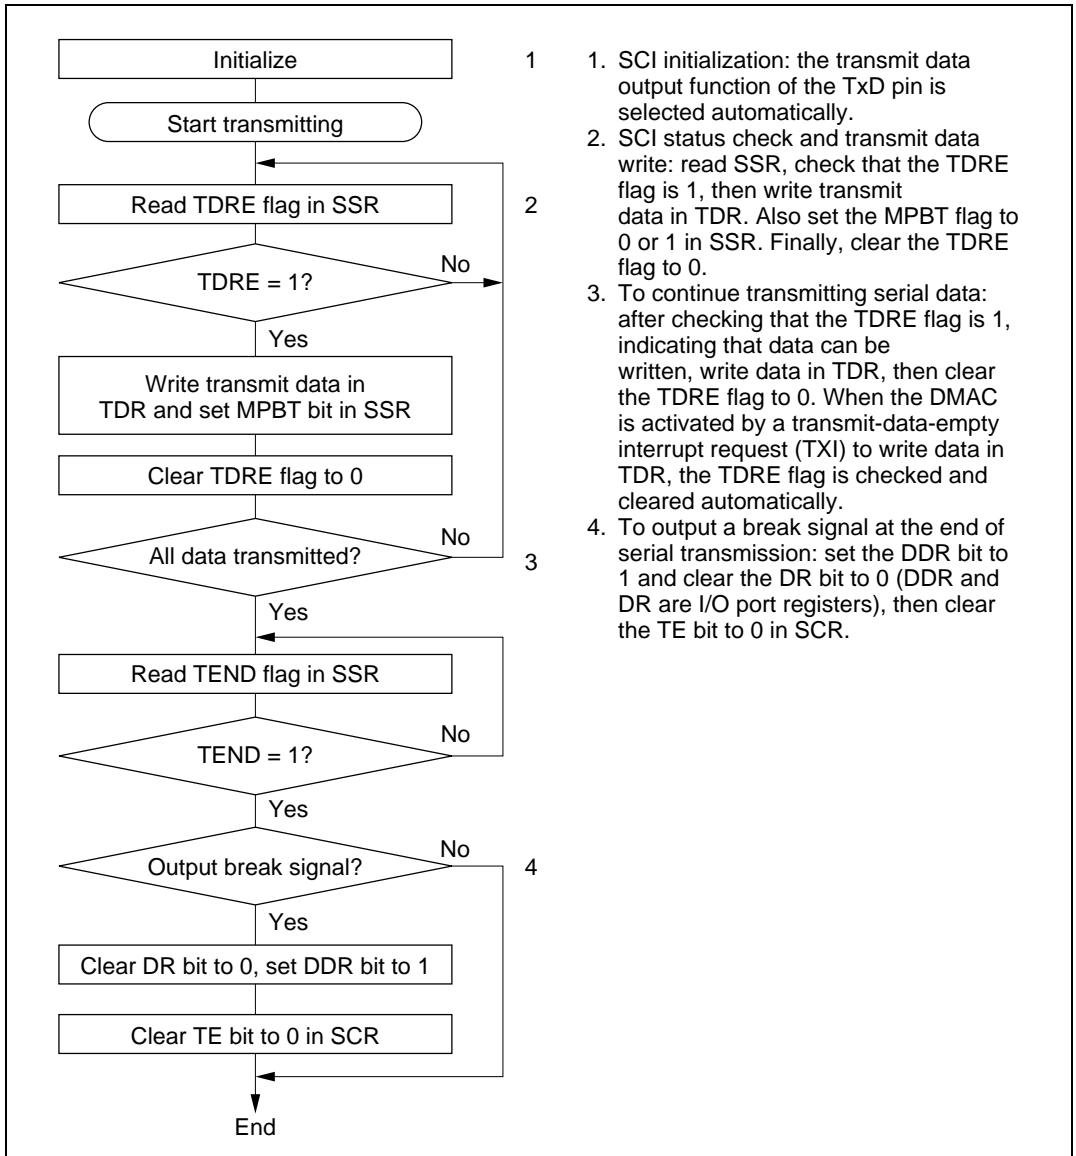 Initialize
1
Start transmitting
Read TDRE flag in SSR
2
TDRE = 1?
No
Yes
Write transmit data in
TDR and set MPBT bit in SSR
Clear TDRE flag to 0
All data transmitted?
No
3
Yes
Read TEND flag in SSR
TEND = 1?
No
Yes
Output break signal?
No
4
Yes
Clear DR bit to 0, set DDR bit to 1
Clear TE bit to 0 in SCR
End
1. SCI initialization: the transmit data
output function of the TxD pin is
selected automatically.
2. SCI status check and transmit data
write: read SSR, check that the TDRE
flag is 1, then write transmit
data in TDR. Also set the MPBT flag to
0 or 1 in SSR. Finally, clear the TDRE
flag to 0.
3. To continue transmitting serial data:
after checking that the TDRE flag is 1,
indicating that data can be
written, write data in TDR, then clear
the TDRE flag to 0. When the DMAC
is activated by a transmit-data-empty
interrupt request (TXI) to write data in
TDR, the TDRE flag is checked and
cleared automatically.
4. To output a break signal at the end of
serial transmission: set the DDR bit to
1 and clear the DR bit to 0 (DDR and
DR are I/O port registers), then clear
the TE bit to 0 in SCR.